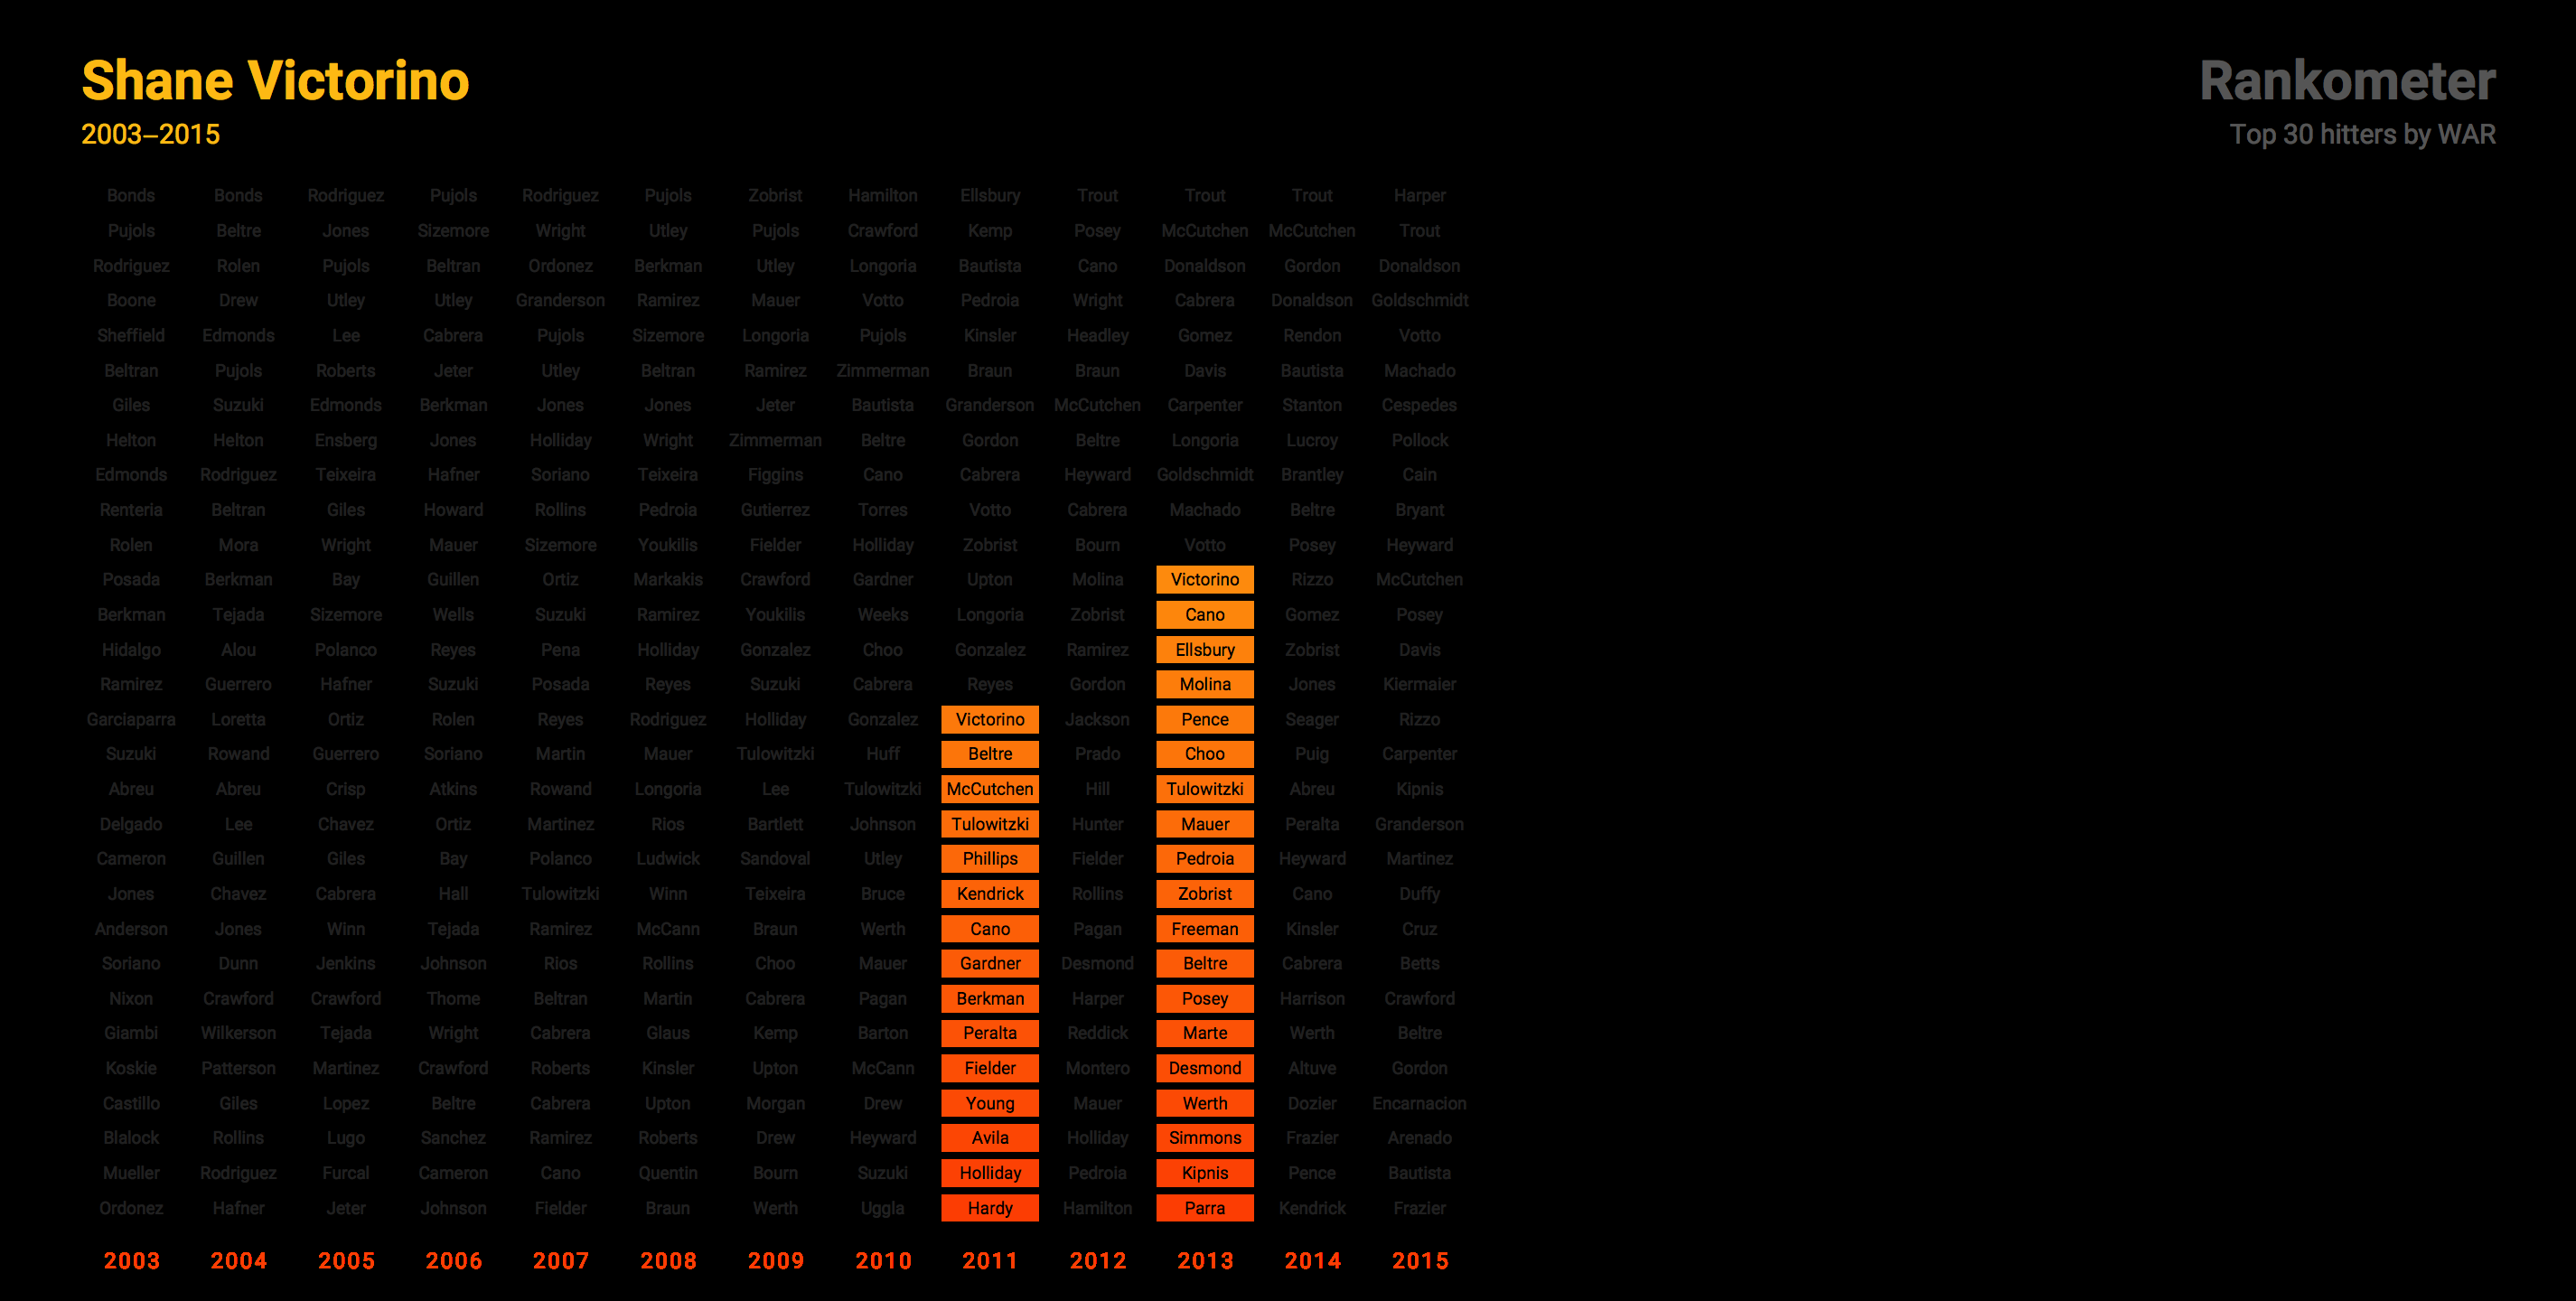 Shane Victorino
2003–2015
Rankometer
Top 30 hitters by WAR
Bonds Bonds Rodriguez Pujols Rodriguez Pujols Zobrist Hamilton Ellsbury Trout Trout Trout Harper
Pujols Beltre Jones Sizemore Wright Utley Pujols Crawford Kemp Posey McCutchen McCutchen Trout
Rodriguez Rolen Pujols Beltran Ordonez Berkman Utley Longoria Bautista Cano Donaldson Gordon Donaldson
Boone Drew Utley Utley Granderson Ramirez Mauer Votto Pedroia Wright Cabrera Donaldson Goldschmidt
Sheffield Edmonds Lee Cabrera Pujols Sizemore Longoria Pujols Kinsler Headley Gomez Rendon Votto
Beltran Pujols Roberts Jeter Utley Beltran Ramirez Zimmerman Braun Braun Davis Bautista Machado
Giles Suzuki Edmonds Berkman Jones Jones Jeter Bautista Granderson McCutchen Carpenter Stanton Cespedes
Helton Helton Ensberg Jones Holliday Wright Zimmerman Beltre Gordon Beltre Longoria Lucroy Pollock
Edmonds Rodriguez Teixeira Hafner Soriano Teixeira Figgins Cano Cabrera Heyward Goldschmidt Brantley Cain
Renteria Beltran Giles Howard Rollins Pedroia Gutierrez Torres Votto Cabrera Machado Beltre Bryant
Rolen Mora Wright Mauer Sizemore Youkilis Fielder Holliday Zobrist Bourn Votto Posey Heyward
Posada Berkman Bay Guillen Ortiz Markakis Crawford Gardner Upton Molina Victorino Rizzo McCutchen
Berkman Tejada Sizemore Wells Suzuki Ramirez Youkilis Weeks Longoria Zobrist Cano Gomez Posey
Hidalgo Alou Polanco Reyes Pena Holliday Gonzalez Choo Gonzalez Ramirez Ellsbury Zobrist Davis
Ramirez Guerrero Hafner Suzuki Posada Reyes Suzuki Cabrera Reyes Gordon Molina Jones Kiermaier
Garciaparra Loretta Ortiz Rolen Reyes Rodriguez Holliday Gonzalez Victorino Jackson Pence Seager Rizzo
Suzuki Rowand Guerrero Soriano Martin Mauer Tulowitzki Huff Beltre Prado Choo Puig Carpenter
Abreu Abreu Crisp Atkins Rowand Longoria Lee Tulowitzki McCutchen Hill Tulowitzki Abreu Kipnis
Delgado Lee Chavez Ortiz Martinez Rios Bartlett Johnson Tulowitzki Hunter Mauer Peralta Granderson
Cameron Guillen Giles Bay Polanco Ludwick Sandoval Utley Phillips Fielder Pedroia Heyward Martinez
Jones Chavez Cabrera Hall Tulowitzki Winn Teixeira Bruce Kendrick Rollins Zobrist Cano Duffy
Anderson Jones Winn Tejada Ramirez McCann Braun Werth Cano Pagan Freeman Kinsler Cruz
Soriano Dunn Jenkins Johnson Rios Rollins Choo Mauer Gardner Desmond Beltre Cabrera Betts
Nixon Crawford Crawford Thome Beltran Martin Cabrera Pagan Berkman Harper Posey Harrison Crawford
Giambi Wilkerson Tejada Wright Cabrera Glaus Kemp Barton Peralta Reddick Marte Werth Beltre
Koskie Patterson Martinez Crawford Roberts Kinsler Upton McCann Fielder Montero Desmond Altuve Gordon
Castillo Giles Lopez Beltre Cabrera Upton Morgan Drew Young Mauer Werth Dozier Encarnacion
Blalock Rollins Lugo Sanchez Ramirez Roberts Drew Heyward Avila Holliday Simmons Frazier Arenado
Mueller Rodriguez Furcal Cameron Cano Quentin Bourn Suzuki Holliday Pedroia Kipnis Pence Bautista
Ordonez Hafner Jeter Johnson Fielder Braun Werth Uggla Hardy Hamilton Parra Kendrick Frazier
2003 2004 2005 2006 2007 2008 2009 2010 2011 2012 2013 2014 2015